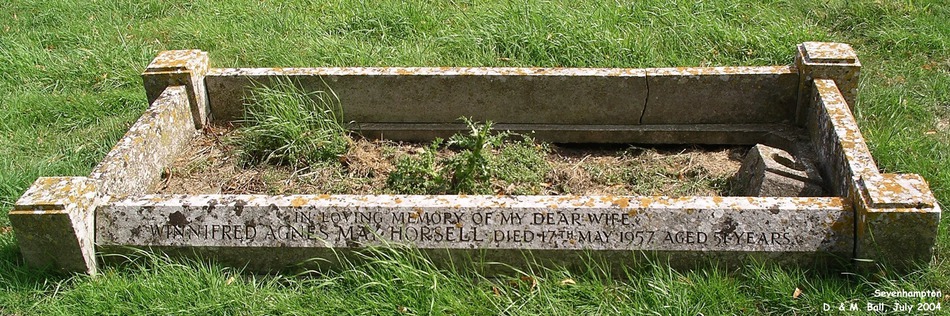 IN LOVING MEMORY OF MY DEAR WIFE
WINNIFRED AGNES MAY HORSELL DIED 17TH MAY 1957 AGED 51 YEARS.
Sevenhampton
D. & M. Ball, July 2004